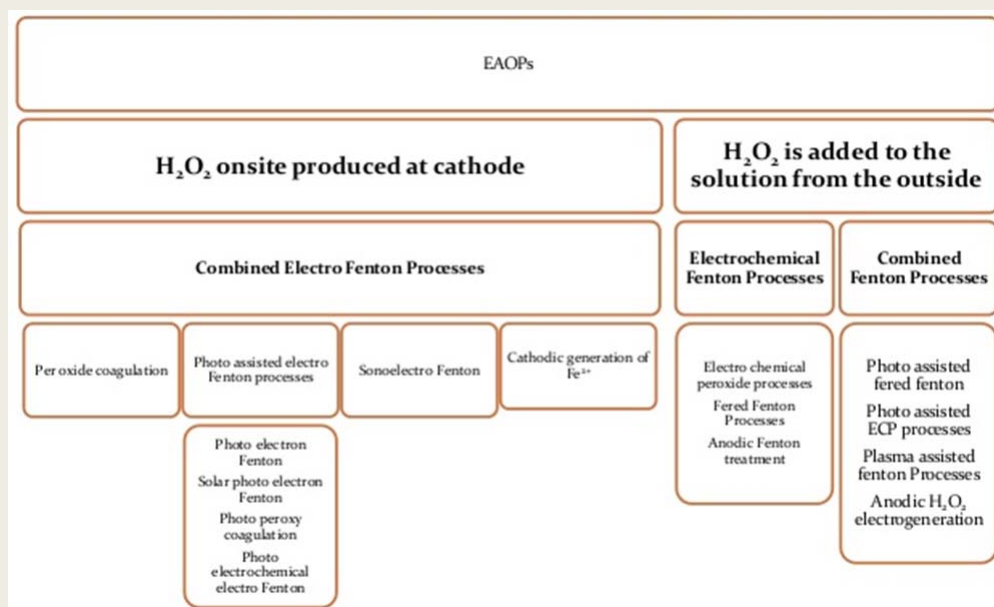 EAOPs
H₂O₂ onsite produced at cathode
H₂O₂ is added to the
solution from the outside
Combined Electro Fenton Processes
Electrochemical
Fenton Processes
Combined
Fenton Processes
Peroxide coagulation
Photo assisted electro
Fenton processes
Sonoelectro Fenton
Cathodic generation of
Fe²⁺
Photo electron
Fenton
Solar photo electron
Fenton
Photo peroxy
coagulation
Photo
electrochemical
electro Fenton
Electro chemical
peroxide processes
Fered Fenton
Processes
Anodic Fenton
treatment
Photo assisted
fered fenton
Photo assisted
ECP processes
Plasma assisted
fenton Processes
Anodic H₂O₂
electrogeneration